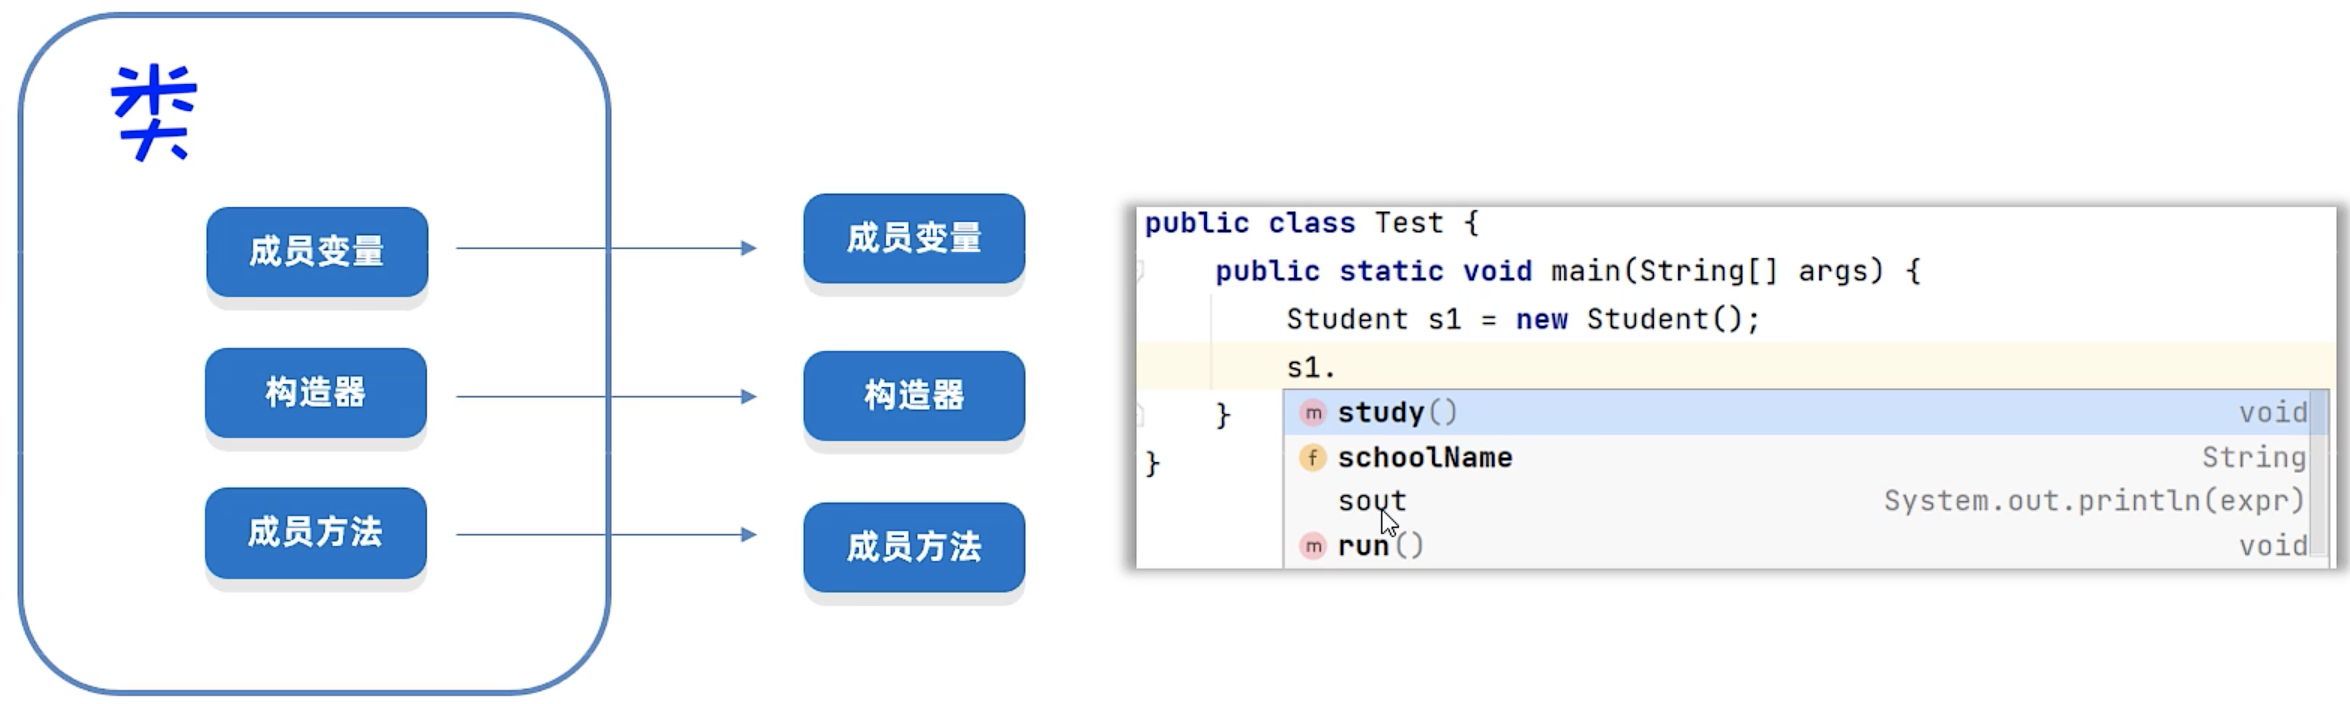 类
成员变量
构造器
成员方法
成员变量
构造器
成员方法
public class Test {
public static void main(String[] args) {
Student s1 = new Student();
s1.
}
}
study() void
schoolName String
sout System.out.println(expr)
run() void